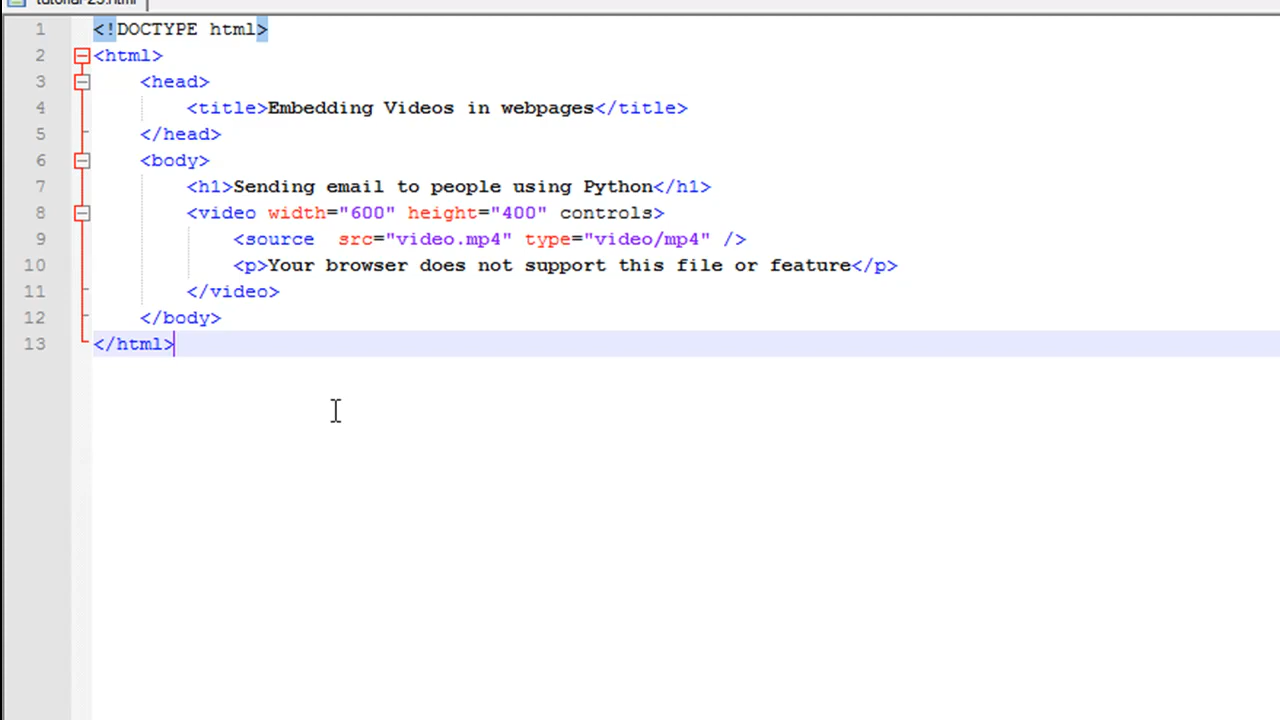 1 <!DOCTYPE html>
2 <html>
3 <head>
4 <title>Embedding Videos in webpages</title>
5 </head>
6 <body>
7 <h1>Sending email to people using Python</h1>
8 <video width="600" height="400" controls>
9 <source  src="video.mp4" type="video/mp4" />
10 <p>Your browser does not support this file or feature</p>
11 </video>
12 </body>
13 </html>